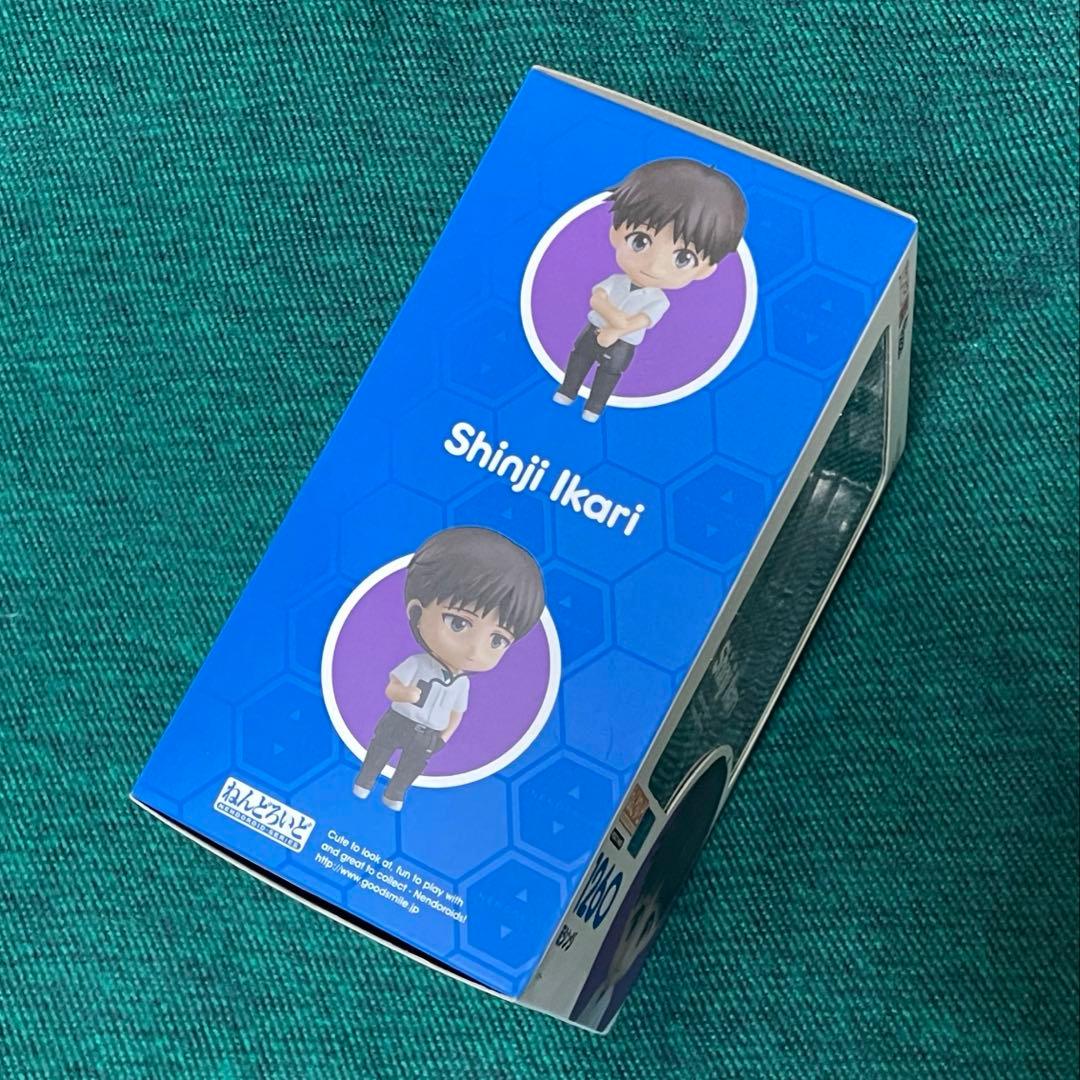 Shinji Ikari
ねんどろいど
NENDOROID SERIES
Cute to look at, fun to play with
and great to collect - Nendoroids!
http://www.goodsmile.jp
1260